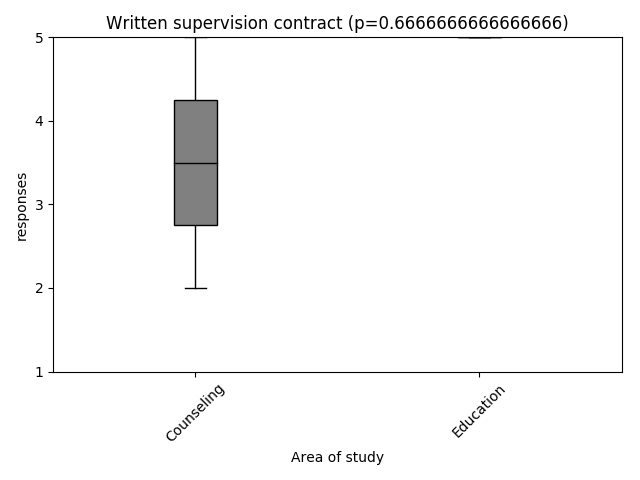 Written supervision contract (p=0.6666666666666666)
5
4
3
2
1
responses
Counseling
Education
Area of study